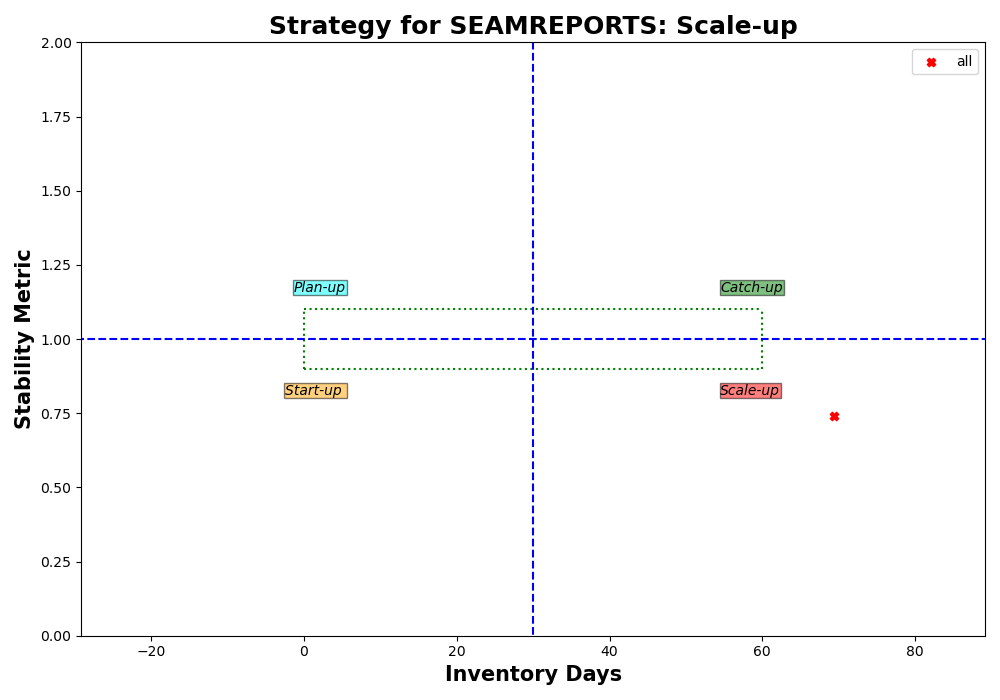 Strategy for SEAMREPORTS: Scale-up
2.00
all
1.75
1.50
1.25
Plan-up
Catch-up
1.00
Start-up
Scale-up
0.75
0.50
0.25
0.00
−20
0
20
40
60
80
Stability Metric
Inventory Days